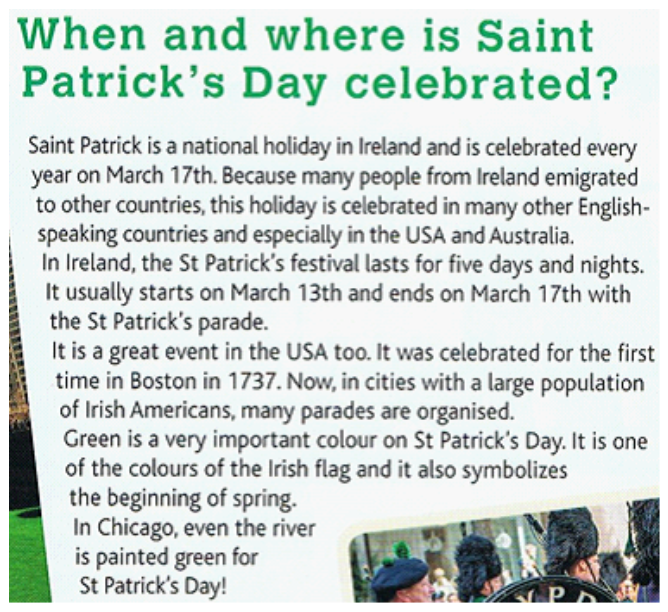 When and where is Saint
Patrick's Day celebrated?
Saint Patrick is a national holiday in Ireland and is celebrated every
year on March 17th. Because many people from Ireland emigrated
to other countries, this holiday is celebrated in many other English-
speaking countries and especially in the USA and Australia.
In Ireland, the St Patrick's festival lasts for five days and nights.
It usually starts on March 13th and ends on March 17th with
the St Patrick's parade.
It is a great event in the USA too. It was celebrated for the first
time in Boston in 1737. Now, in cities with a large population
of Irish Americans, many parades are organised.
Green is a very important colour on St Patrick's Day. It is one
of the colours of the Irish flag and it also symbolizes
the beginning of spring.
In Chicago, even the river
is painted green for
St Patrick's Day!
N Y P D